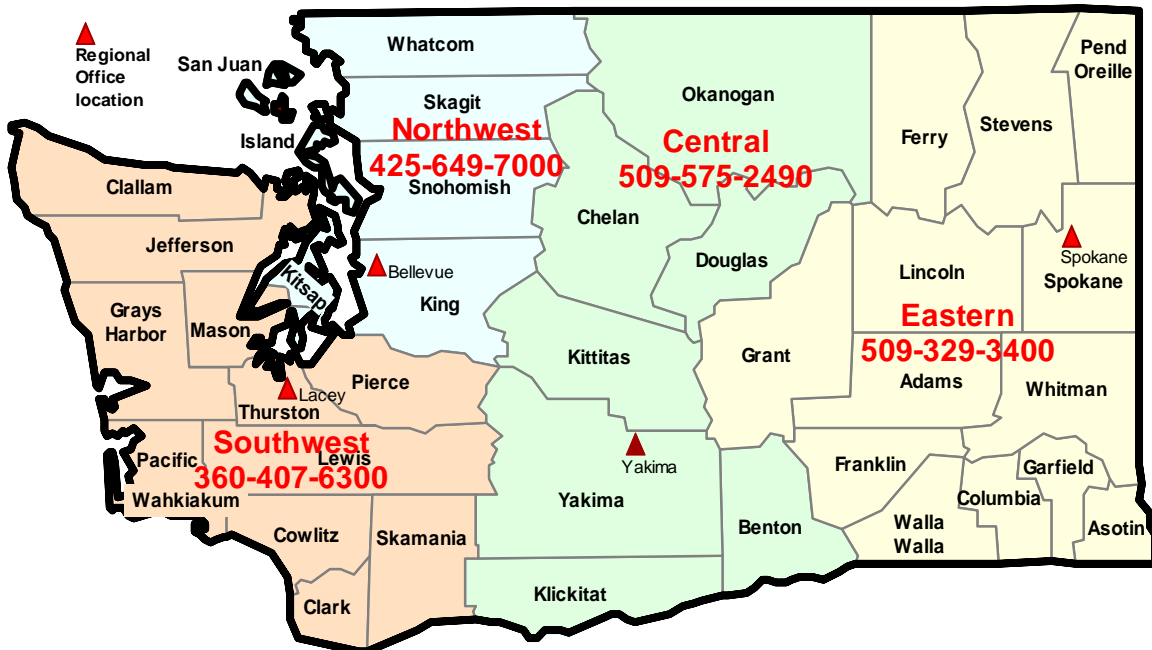 Regional
Office
location
San Juan
Island
Whatcom
Skagit
Northwest
425-649-7000
Snohomish
King
Bellevue
Kitsap
Okanogan
Central
509-575-2490
Chelan
Douglas
Kittitas
Yakima
Yakima
Benton
Klickitat
Pend
Oreille
Stevens
Ferry
Lincoln
Spokane
Spokane
Eastern
509-329-3400
Grant
Adams
Whitman
Franklin
Garfield
Columbia
Walla
Walla
Asotin
Clallam
Jefferson
Grays
Harbor
Mason
Pierce
Lacey
Thurston
Southwest
360-407-6300
Lewis
Pacific
Wahkiakum
Cowlitz
Skamania
Clark